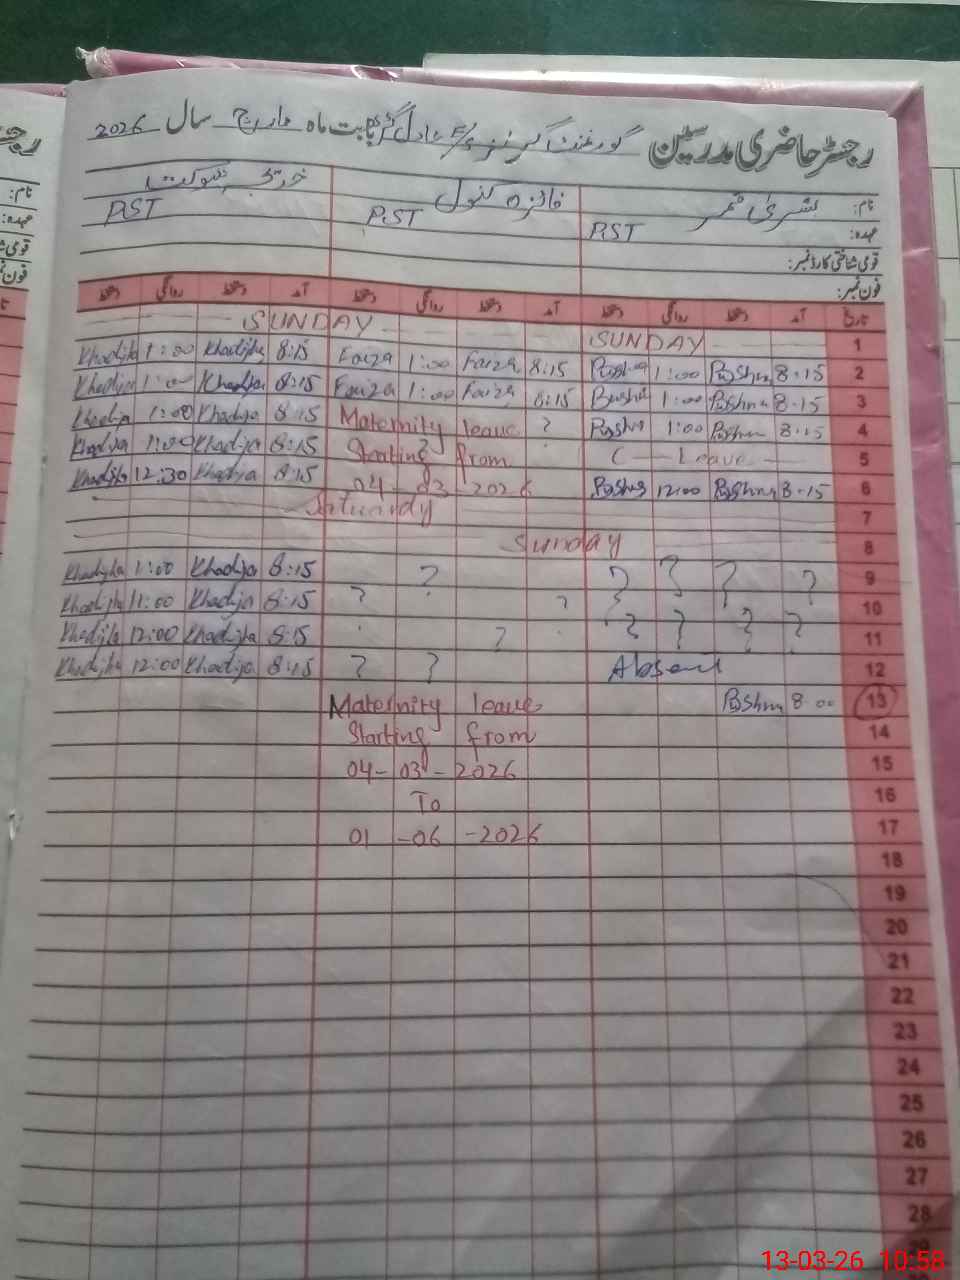 رجسٹر حاضری مدرسین گورنمنٹ گرلز بابت ماہ مارچ سال 2026
نام: بشریٰ ثمر فائزہ کنول خدیجہ شوکت
عہدہ: PST PST PST
قومی شناختی کارڈ نمبر:
فون نمبر:
تاریخ آمد دستخط روانگی دستخط آمد دستخط روانگی دستخط آمد دستخط روانگی دستخط
SUNDAY SUNDAY 1
Khadija 1:00 Khadija 8:15 Faiza 1:00 Faiza 8:15 Bushra 1:00 Bushra 8-15 2
Khadija 1:00 Khadija 8:15 Faiza 1:00 Faiza 8:15 Bushra 1:00 Bushra 8-15 3
Khadija 1:00 Khadija 8:15 Maternity leave ? Bushra 1:00 Bushra 8-15 4
Khadija 1:00 Khadija 8:15 Starting from C Leave 5
Khadija 12:30 Khadija 8:15 04-03-2026 Bushra 12:00 Bushra 8-15 6
Satuardy 7
Sunday 8
Khadija 11:00 Khadija 8:15 ? ? ? ? ? 9
Khadija 11:00 Khadija 8:15 ? ? 10
Khadija 12:00 Khadija 8:15 ? ? ? ? ? 11
Khadija 12:00 Khadija 8:15 ? ? Absent 12
Maternity leave Bushra 8-00 13
Starting from 14
04-03-2026 15
To 16
01-06-2026 17
18
19
20
21
22
23
24
25
26
27
28
29
13-03-26 10:58